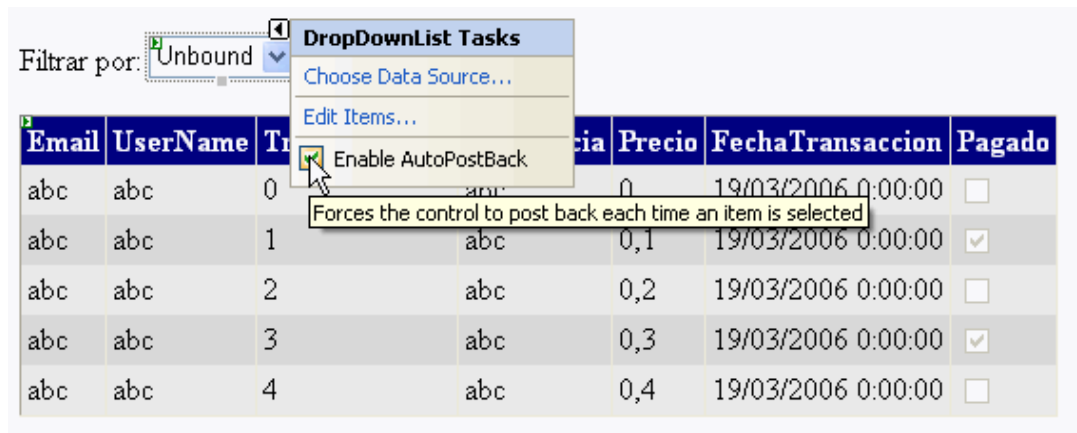 DropDownList Tasks
Filtrar por: Unbound
Choose Data Source...
Edit Items...
Enable AutoPostBack
Email UserName Tr cia Precio FechaTransaccion Pagado
abc abc 0 abc 0 19/03/2006 0:00:00
Forces the control to post back each time an item is selected
abc abc 1 abc 0,1 19/03/2006 0:00:00
abc abc 2 abc 0,2 19/03/2006 0:00:00
abc abc 3 abc 0,3 19/03/2006 0:00:00
abc abc 4 abc 0,4 19/03/2006 0:00:00